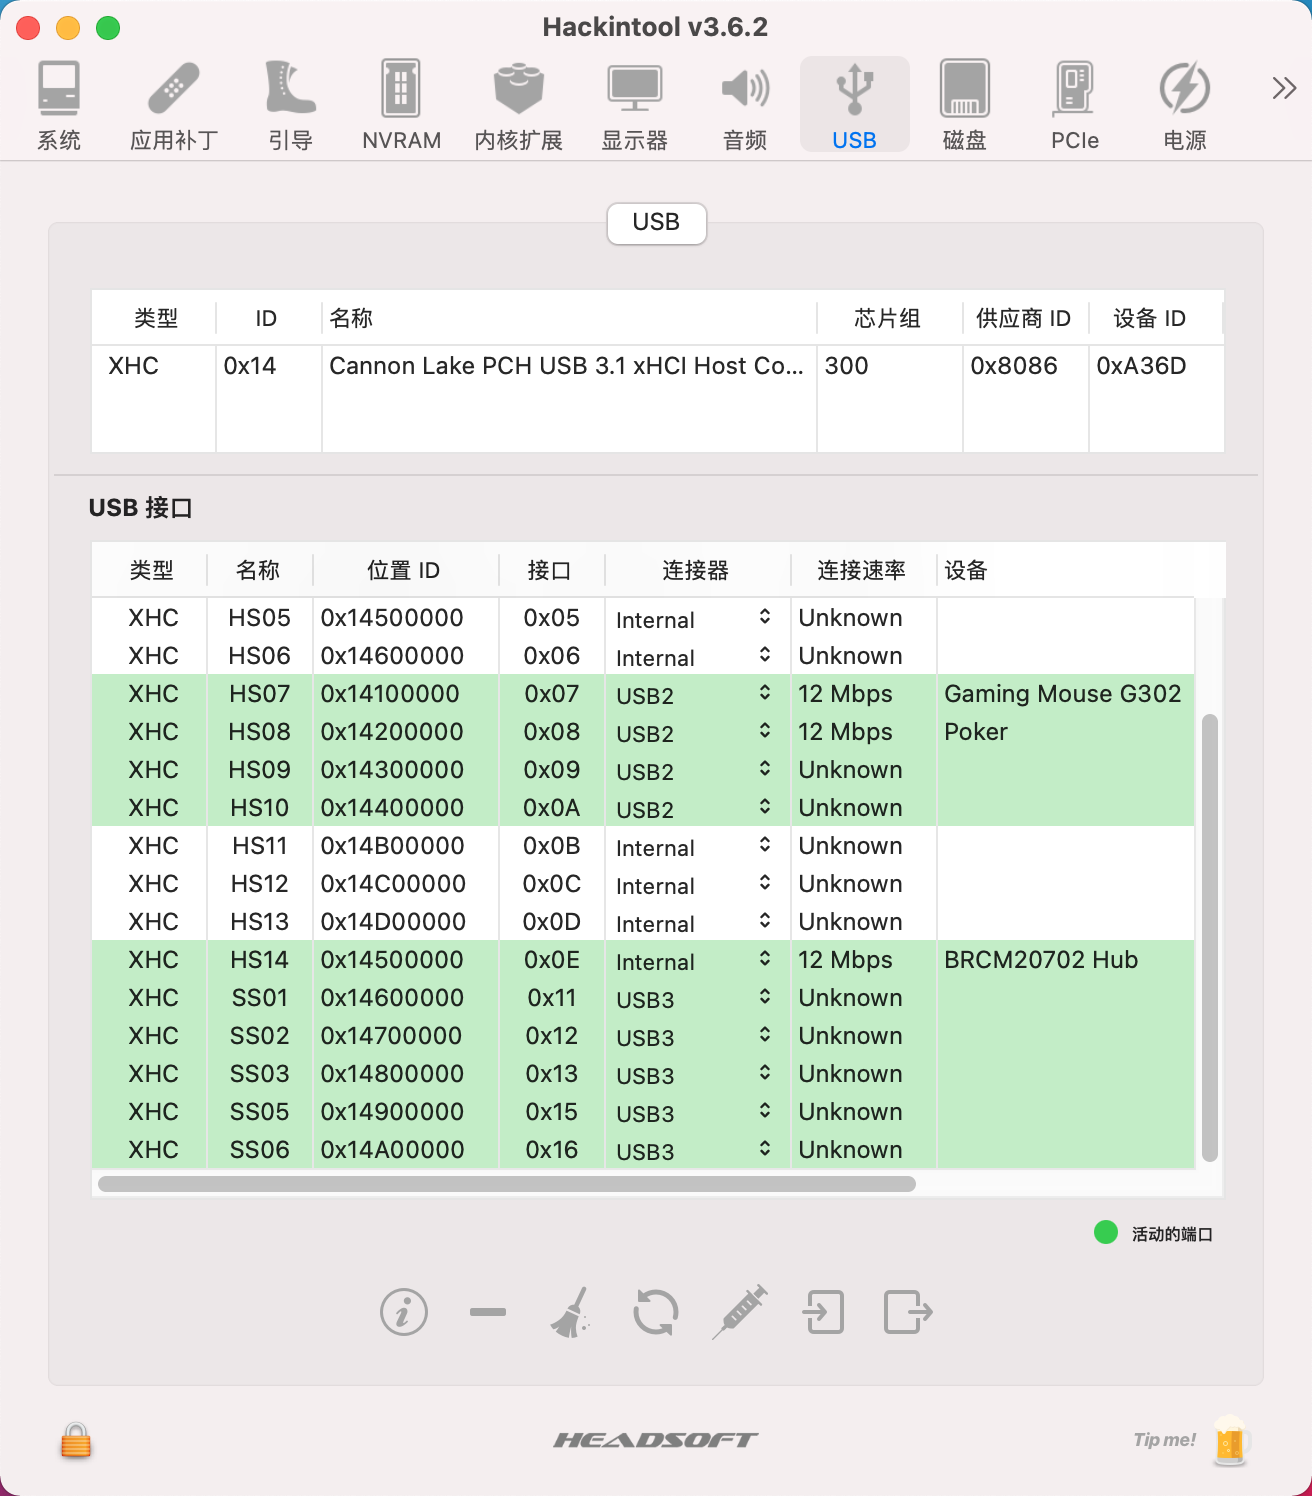 Hackintool v3.6.2
系统 应用补丁 引导 NVRAM 内核扩展 显示器 音频 USB 磁盘 PCIe 电源
USB
类型 ID 名称 芯片组 供应商 ID 设备 ID
XHC 0x14 Cannon Lake PCH USB 3.1 xHCI Host Co... 300 0x8086 0xA36D
USB 接口
类型 名称 位置 ID 接口 连接器 连接速率 设备
XHC HS05 0x14500000 0x05 Internal Unknown
XHC HS06 0x14600000 0x06 Internal Unknown
XHC HS07 0x14100000 0x07 USB2 12 Mbps Gaming Mouse G302
XHC HS08 0x14200000 0x08 USB2 12 Mbps Poker
XHC HS09 0x14300000 0x09 USB2 Unknown
XHC HS10 0x14400000 0x0A USB2 Unknown
XHC HS11 0x14B00000 0x0B Internal Unknown
XHC HS12 0x14C00000 0x0C Internal Unknown
XHC HS13 0x14D00000 0x0D Internal Unknown
XHC HS14 0x14500000 0x0E Internal 12 Mbps BRCM20702 Hub
XHC SS01 0x14600000 0x11 USB3 Unknown
XHC SS02 0x14700000 0x12 USB3 Unknown
XHC SS03 0x14800000 0x13 USB3 Unknown
XHC SS05 0x14900000 0x15 USB3 Unknown
XHC SS06 0x14A00000 0x16 USB3 Unknown
活动的端口
HEADSOFT
Tip me!